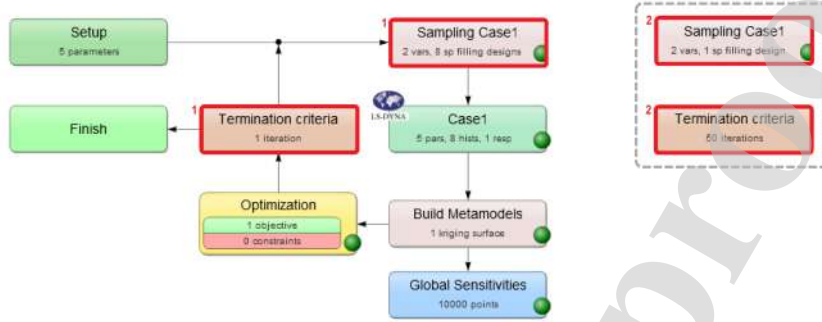 Setup
5 parameters
1
Sampling Case1
2 vars, 8 sp filling designs
2
Sampling Case1
2 vars, 1 sp filling design.
Finish
1
Termination criteria
1 iteration
LS-DYNA
Case1
5 pars, 8 hists, 1 resp
2
Termination criteria
50 iterations
Optimization
1 objective
0 constraints
Build Metamodels
1 kriging surface
Global Sensitivities
10000 points